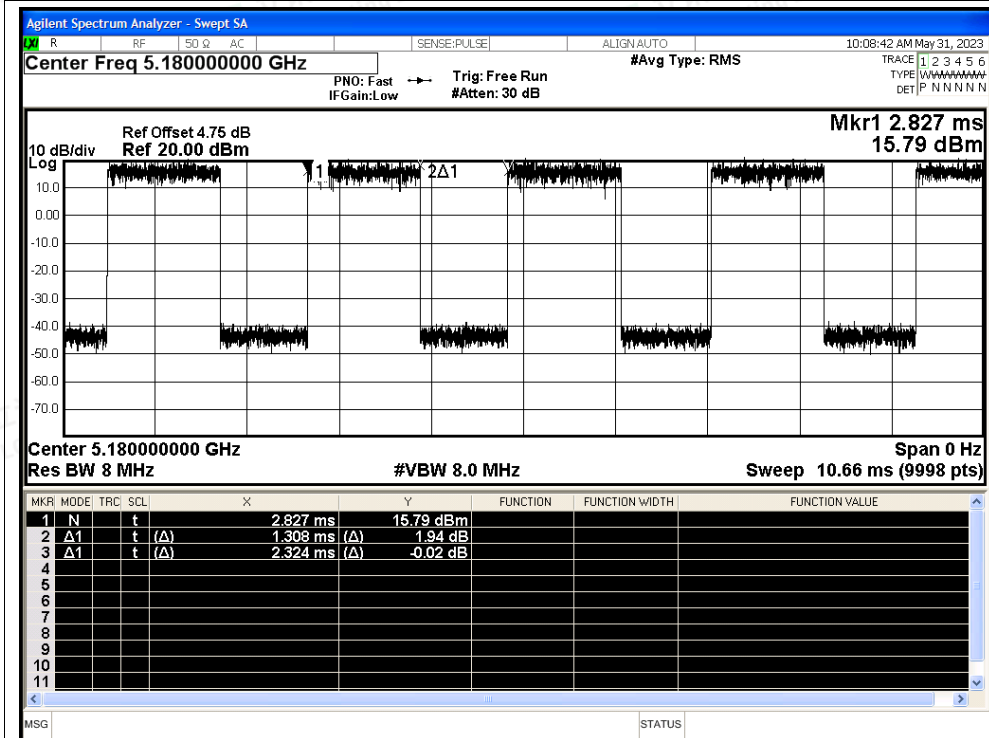 Agilent Spectrum Analyzer - Swept SA
LXI R RF 50 Ω AC SENSE:PULSE ALIGN AUTO 10:08:42 AM May 31, 2023
Center Freq 5.180000000 GHz #Avg Type: RMS TRACE 1 2 3 4 5 6
PNO: Fast Trig: Free Run TYPE
IFGain:Low #Atten: 30 dB DET P N N N N N
Ref Offset 4.75 dB Mkr1 2.827 ms
10 dB/div Ref 20.00 dBm 15.79 dBm
Log
1 2Δ1
10.0
0.00
-10.0
-20.0
-30.0
-40.0
-50.0
-60.0
-70.0
Center 5.180000000 GHz Span 0 Hz
Res BW 8 MHz #VBW 8.0 MHz Sweep 10.66 ms (9998 pts)
MKR MODE TRC SCL X Y FUNCTION FUNCTION WIDTH FUNCTION VALUE
1 N t 2.827 ms 15.79 dBm
2 Δ1 t (Δ) 1.308 ms (Δ) 1.94 dB
3 Δ1 t (Δ) 2.324 ms (Δ) -0.02 dB
4
5
6
7
8
9
10
11
MSG STATUS